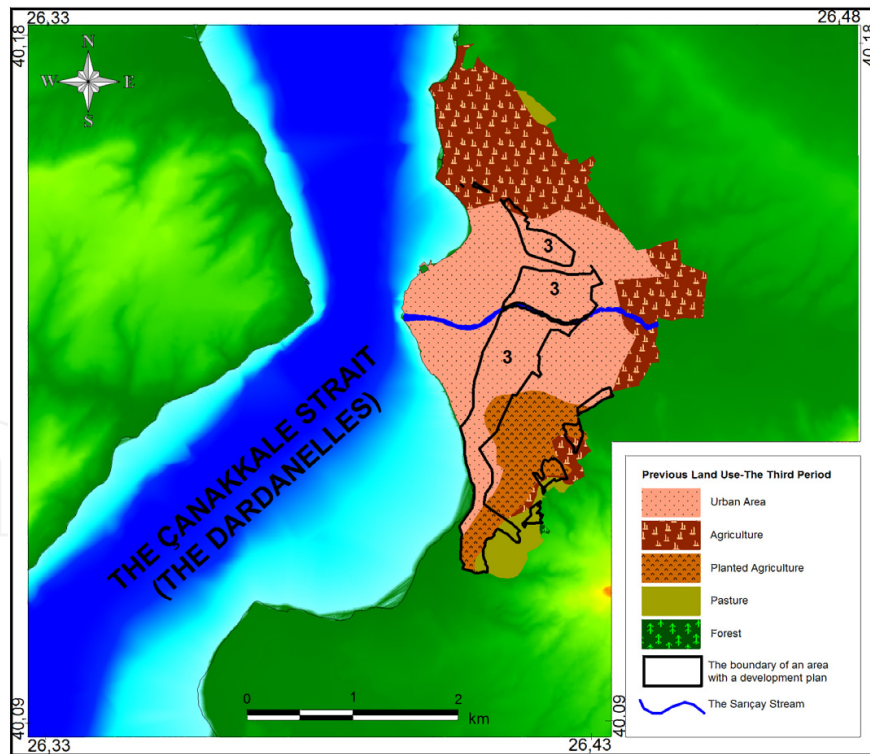 26,33
26,48
40,18
40,18
N
W
E
S
3
3
3
THE ÇANAKKALE STRAIT
(THE DARDANELLES)
Previous Land Use-The Third Period
Urban Area
Agriculture
Planted Agriculture
Pasture
Forest
The boundary of an area
with a development plan
The Sarıçay Stream
0
1
2
km
40,09
40,09
26,33
26,43